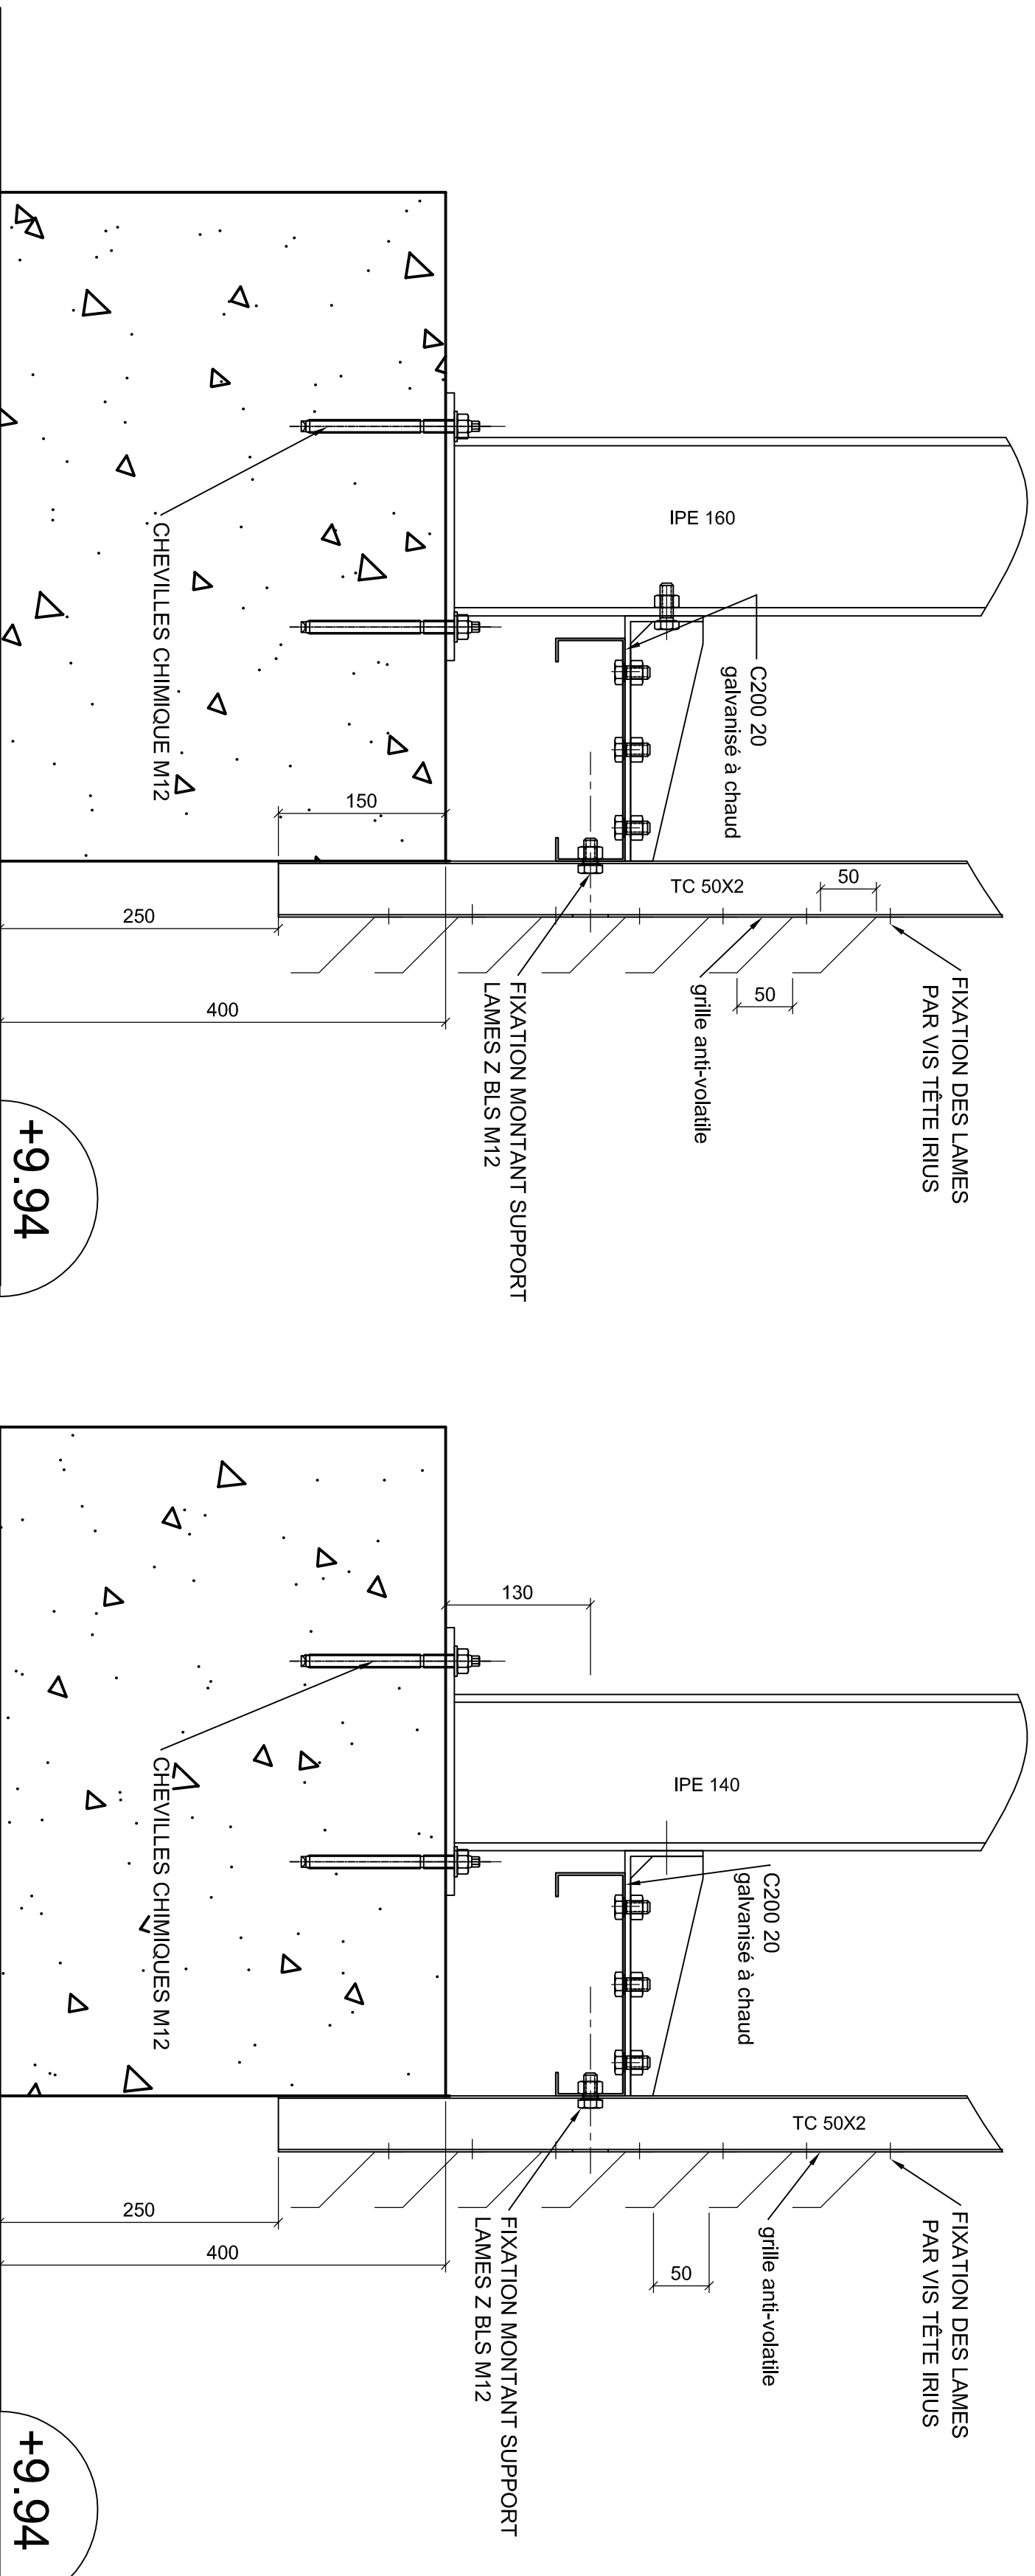 IPE 160
C200 20
galvanisé à chaud
CHEVILLES CHIMIQUE M12
150
TC 50X2
50
250
FIXATION DES LAMES
PAR VIS TÊTE IRIUS
50
grille anti-volatile
FIXATION MONTANT SUPPORT
LAMES Z BLS M12
400
+9.94
130
IPE 140
C200 20
galvanisé à chaud
CHEVILLES CHIMIQUES M12
TC 50X2
250
FIXATION DES LAMES
PAR VIS TÊTE IRIUS
grille anti-volatile
50
FIXATION MONTANT SUPPORT
LAMES Z BLS M12
400
+9.94